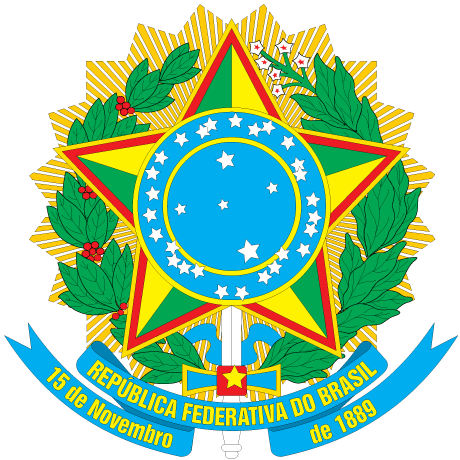 REPÚBLICA FEDERATIVA DO BRASIL
15 de Novembro
de 1889